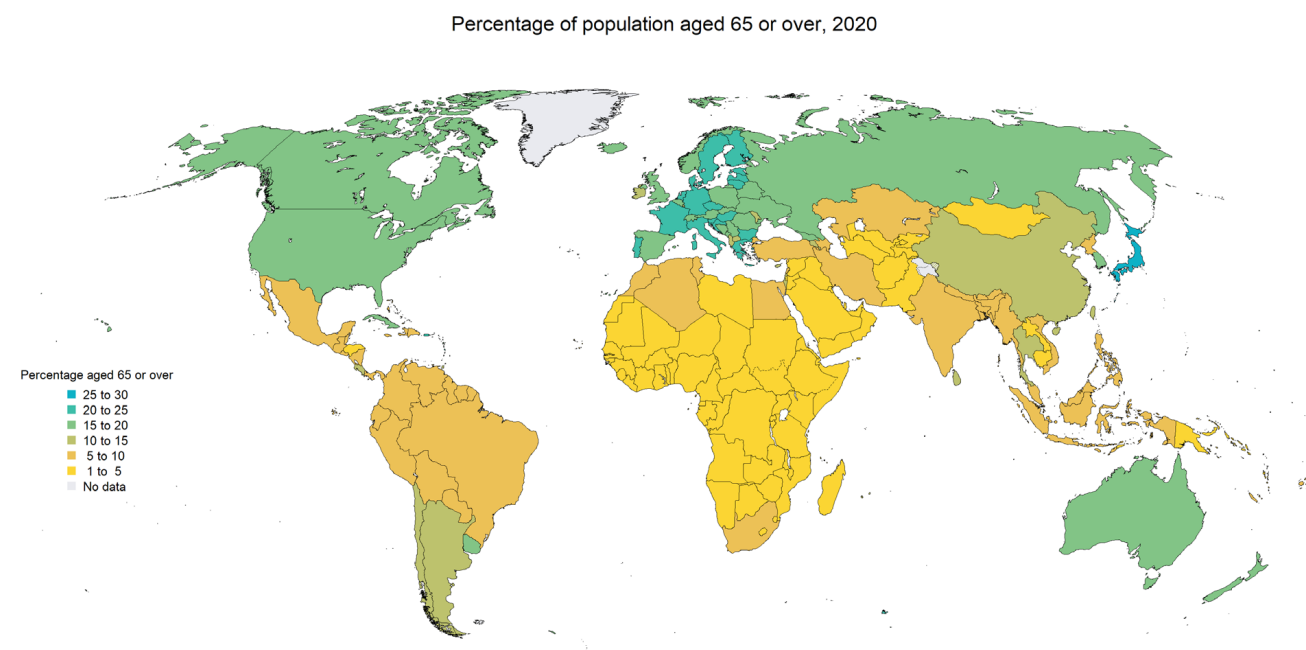 Percentage of population aged 65 or over, 2020
Percentage aged 65 or over
25 to 30
20 to 25
15 to 20
10 to 15
5 to 10
1 to 5
No data